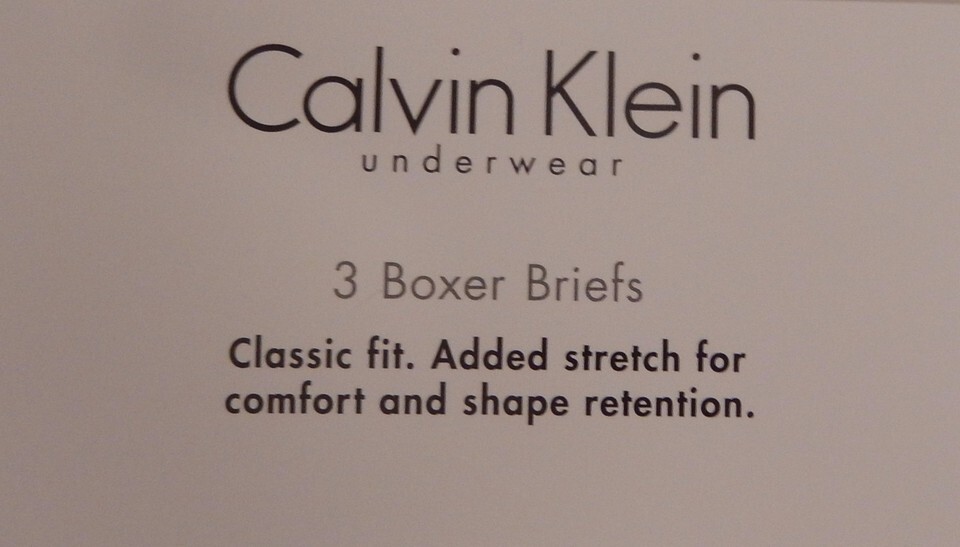 Calvin Klein
underwear
3 Boxer Briefs
Classic fit. Added stretch for
comfort and shape retention.